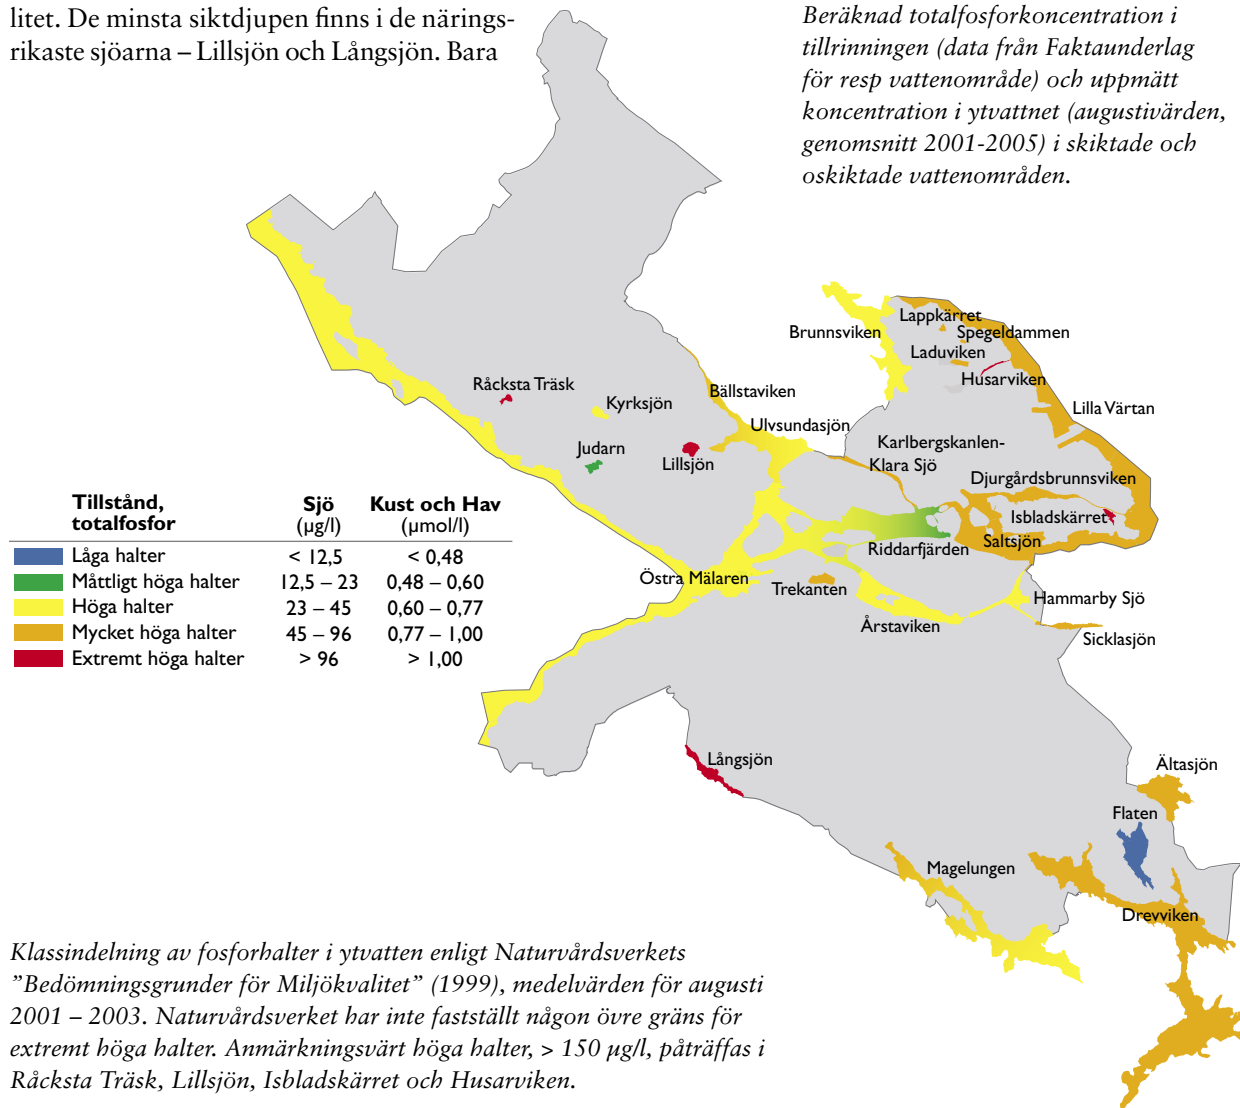 litet. De minsta siktdjupen finns i de närings-
rikaste sjöarna – Lillsjön och Långsjön. Bara
Beräknad totalfosforkoncentration i
tillrinningen (data från Faktaunderlag
för resp vattenområde) och uppmätt
koncentration i ytvattnet (augustivärden,
genomsnitt 2001-2005) i skiktade och
oskiktade vattenområden.
Lappkärret
Brunnsviken
Spegeldammen
Laduviken
Husarviken
Råcksta Träsk
Kyrksjön
Bällstaviken
Lilla Värtan
Ulvsundasjön
Judarn
Lillsjön
Karlbergskanlen-
Klara Sjö
Djurgårdsbrunnsviken
Isbladskärret
Riddarfjärden
Saltsjön
Östra Mälaren
Trekanten
Hammarby Sjö
Årstaviken
Sicklasjön
Tillstånd, Sjö Kust och Hav
totalfosfor (µg/l) (µmol/l)
Låga halter < 12,5 < 0,48
Måttligt höga halter 12,5 – 23 0,48 – 0,60
Höga halter 23 – 45 0,60 – 0,77
Mycket höga halter 45 – 96 0,77 – 1,00
Extremt höga halter > 96 > 1,00
Långsjön
Ältasjön
Flaten
Magelungen
Drevviken
Klassindelning av fosforhalter i ytvatten enligt Naturvårdsverkets
”Bedömningsgrunder för Miljökvalitet” (1999), medelvärden för augusti
2001 – 2003. Naturvårdsverket har inte fastställt någon övre gräns för
extremt höga halter. Anmärkningsvärt höga halter, > 150 µg/l, påträffas i
Råcksta Träsk, Lillsjön, Isbladskärret och Husarviken.